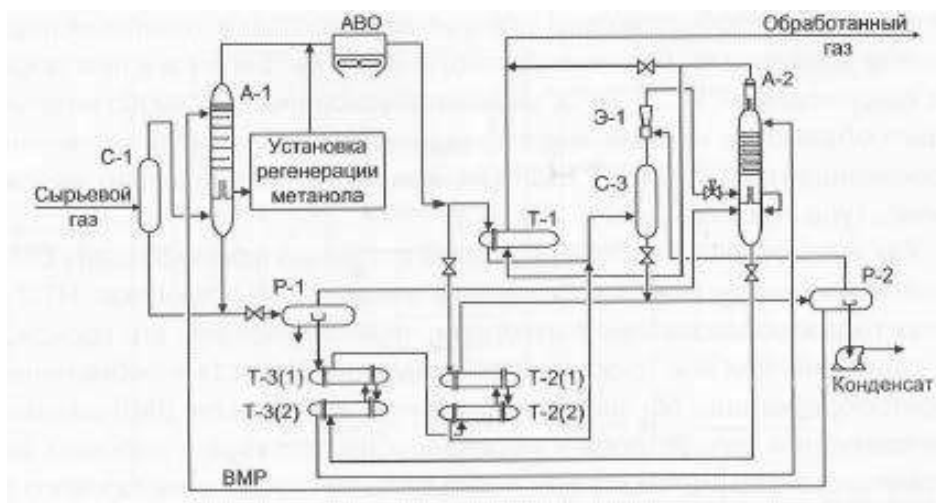 АВО
Обработанный
газ
А-1
А-2
Э-1
С-1
Установка
регенерации
метанола
С-3
Сырьевой
газ
Т-1
Р-1
Р-2
Т-3(1)
Т-2(1)
Т-3(2)
Т-2(2)
Конденсат
ВМР